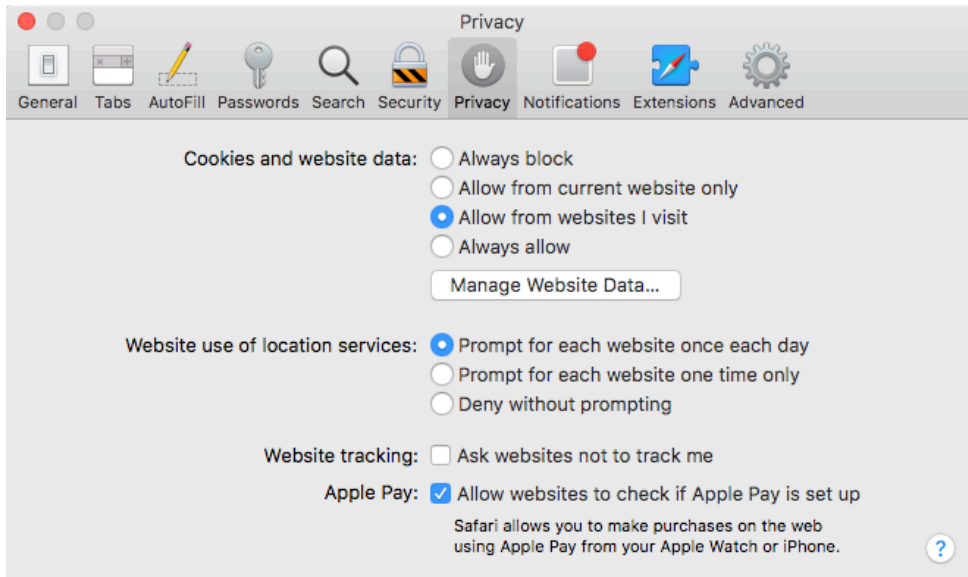 Privacy
General Tabs AutoFill Passwords Search Security Privacy Notifications Extensions Advanced
Cookies and website data: Always block
Allow from current website only
Allow from websites I visit
Always allow
Manage Website Data...
Website use of location services: Prompt for each website once each day
Prompt for each website one time only
Deny without prompting
Website tracking: Ask websites not to track me
Apple Pay: Allow websites to check if Apple Pay is set up
Safari allows you to make purchases on the web
using Apple Pay from your Apple Watch or iPhone.
?